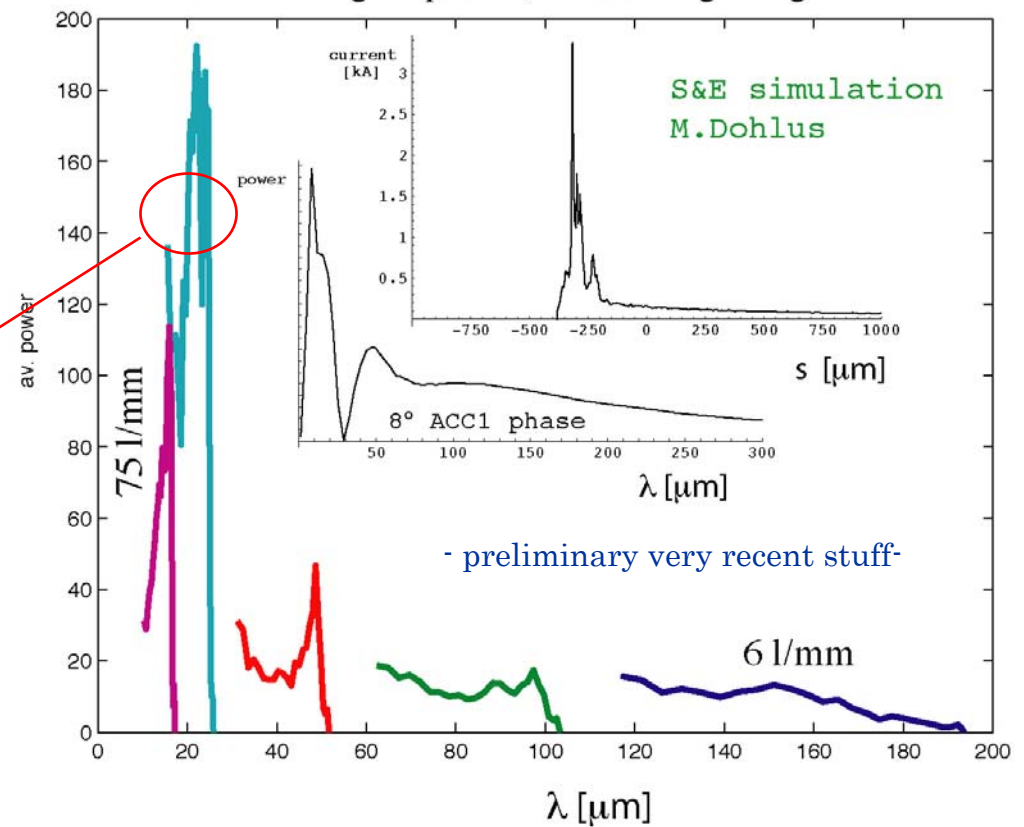 200
180
160
140
120
100
80
60
40
20
0
av. power
0 20 40 60 80 100 120 140 160 180 200
λ [μm]
75 l/mm
6 l/mm
- preliminary very recent stuff-
S&E simulation
M.Dohlus
current
[kA]
3
2.5
2
1.5
1
0.5
-750 -500 -250 0 250 500 750 1000
s [μm]
power
8° ACC1 phase
50 100 150 200 250 300
λ [μm]